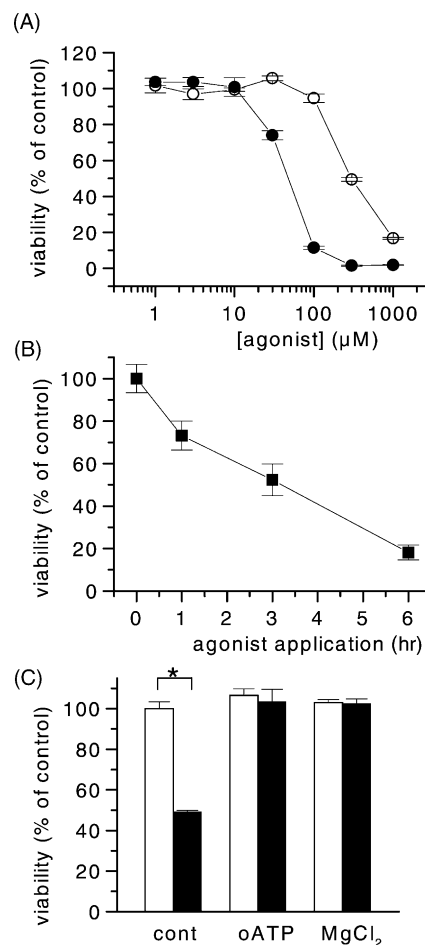 (A)
120
100
80
60
40
20
0
viability (% of control)
1 10 100 1000
[agonist] (µM)
(B)
100
80
60
40
20
0
viability (% of control)
0 1 2 3 4 5 6
agonist application (hr)
(C)
*
100
80
60
40
20
0
viability (% of control)
cont oATP MgCl₂